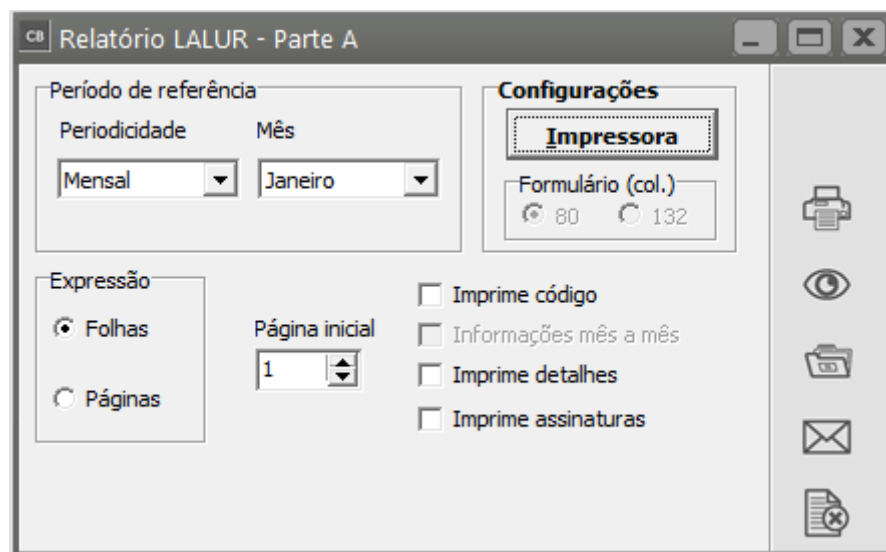 CB Relatório LALUR - Parte A
Período de referência
Periodicidade Mês
Mensal Janeiro
Configurações
Impressora
Formulário (col.)
80 132
Expressão
Folhas
Páginas
Página inicial
1
Imprime código
Informações mês a mês
Imprime detalhes
Imprime assinaturas